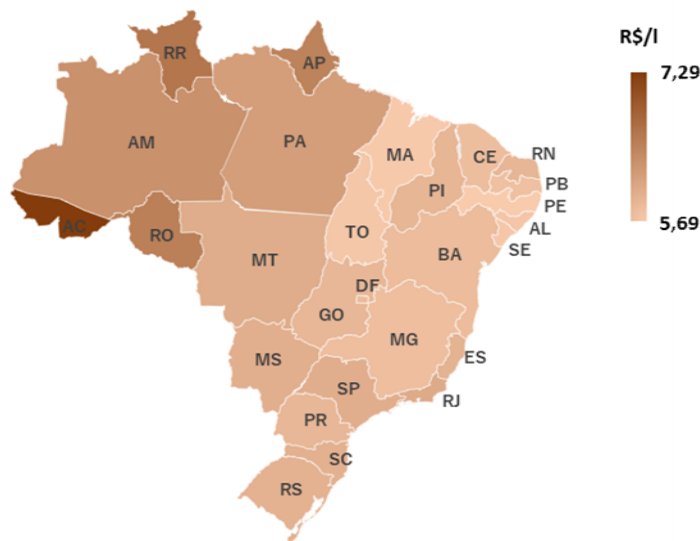 R$/l
7,29
5,69
RR
AP
AM
PA
MA
CE
RN
PB
PE
AL
SE
PI
AC
RO
TO
BA
MT
DF
GO
MG
ES
MS
SP
RJ
PR
SC
RS